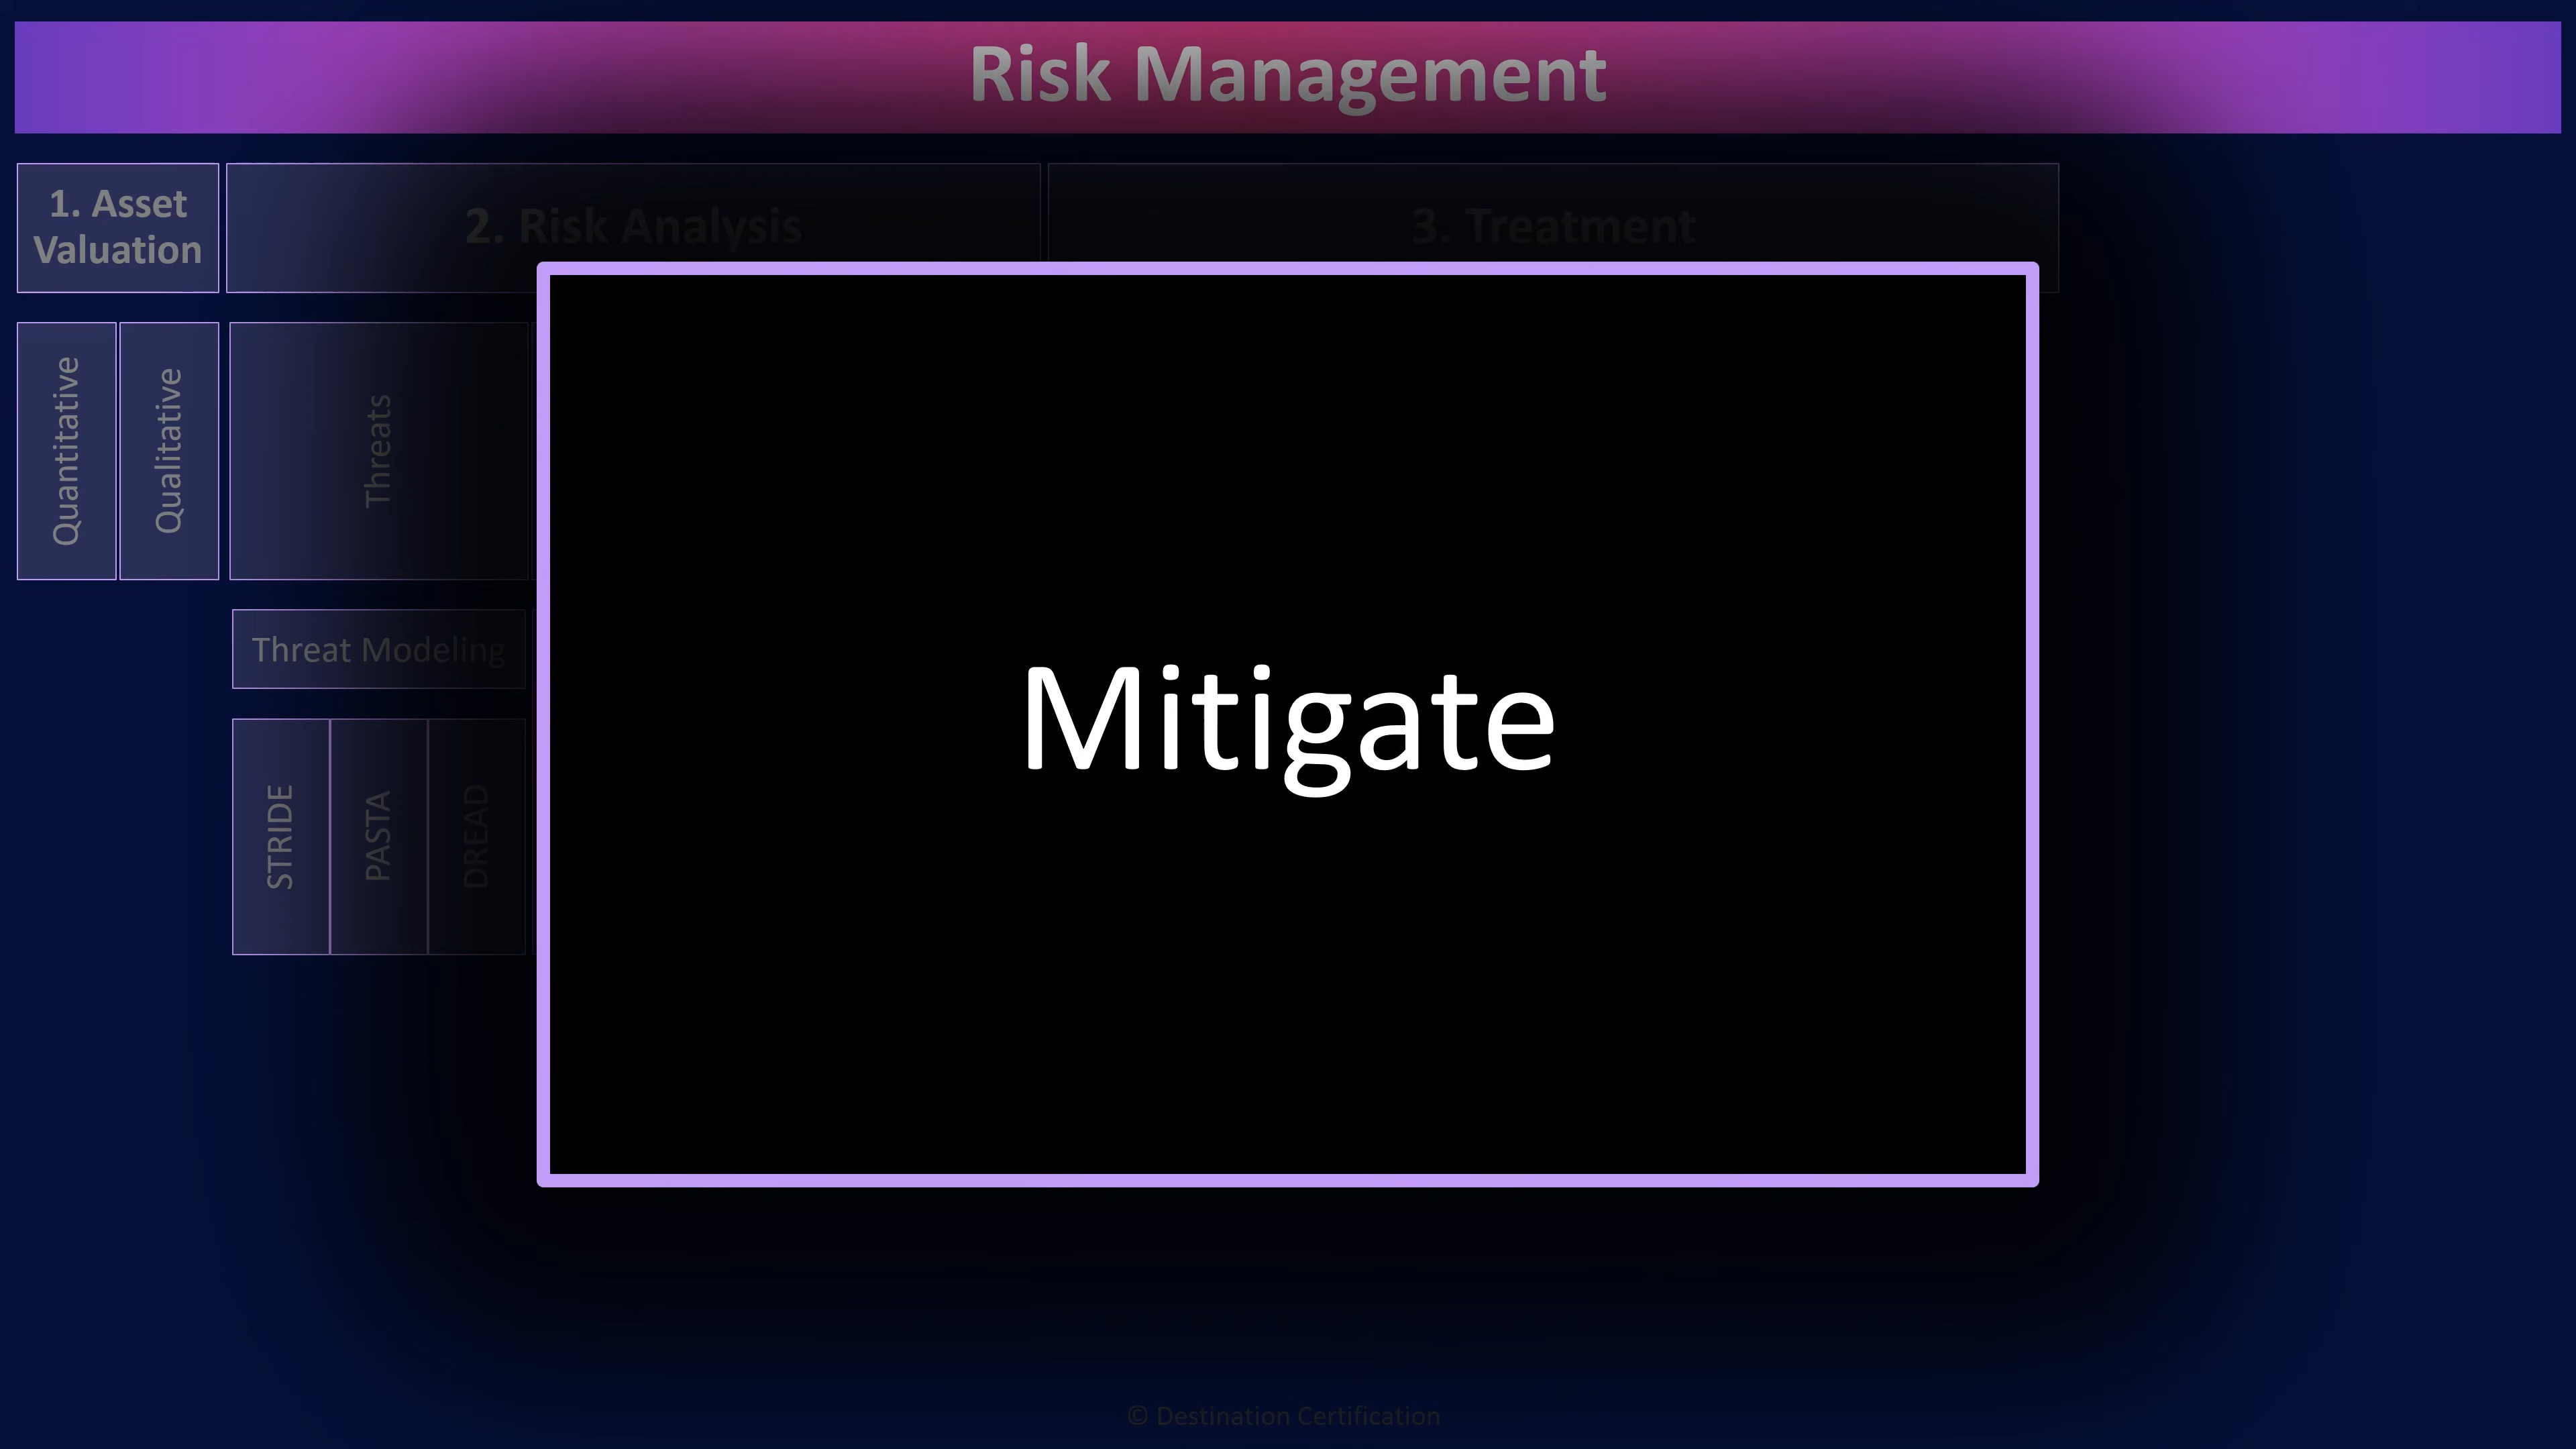 Risk Management
1. Asset
Valuation
2. Risk Analysis
3. Treatment
Quantitative
Qualitative
Threats
Threat Modeling
STRIDE
PASTA
DREAD
Mitigate
© Destination Certification